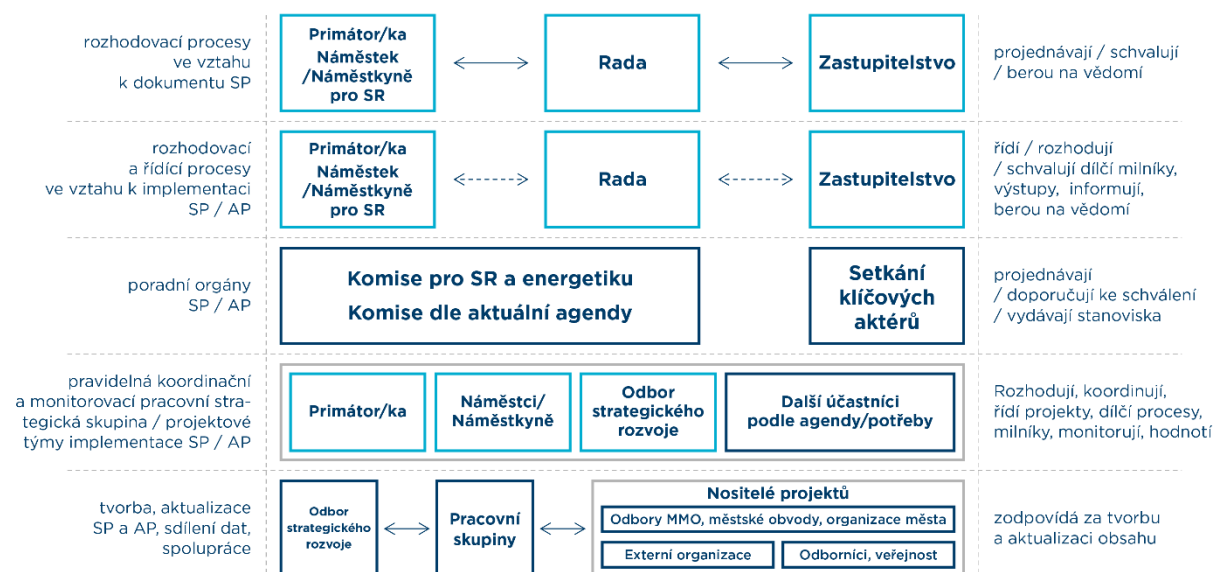 rozhodovací procesy
ve vztahu
k dokumentu SP
Primátor/ka
Náměstek
/Náměstkyně
pro SR
Rada
Zastupitelstvo
projednávají / schvalují
/ berou na vědomí
rozhodovací
a řídící procesy
ve vztahu k implementaci
SP / AP
Primátor/ka
Náměstek
/Náměstkyně
pro SR
Rada
Zastupitelstvo
řídí / rozhodují
/ schvalují dílčí milníky,
výstupy, informují,
berou na vědomí
poradní orgány
SP / AP
Komise pro SR a energetiku
Komise dle aktuální agendy
Setkání
klíčových
aktérů
projednávají
/ doporučují ke schválení
/ vydávají stanoviska
pravidelná koordinační
a monitorovací pracovní stra-
tegická skupina / projektové
týmy implementace SP / AP
Primátor/ka
Náměstci/
Náměstkyně
Odbor
strategického
rozvoje
Další účastníci
podle agendy/potřeby
Rozhodují, koordinují,
řídí projekty, dílčí procesy,
milníky, monitorují, hodnotí
tvorba, aktualizace
SP a AP, sdílení dat,
spolupráce
Odbor
strategického
rozvoje
Pracovní
skupiny
Nositelé projektů
Odbory MMO, městské obvody, organizace města
Externí organizace
Odborníci, veřejnost
zodpovídá za tvorbu
a aktualizaci obsahu